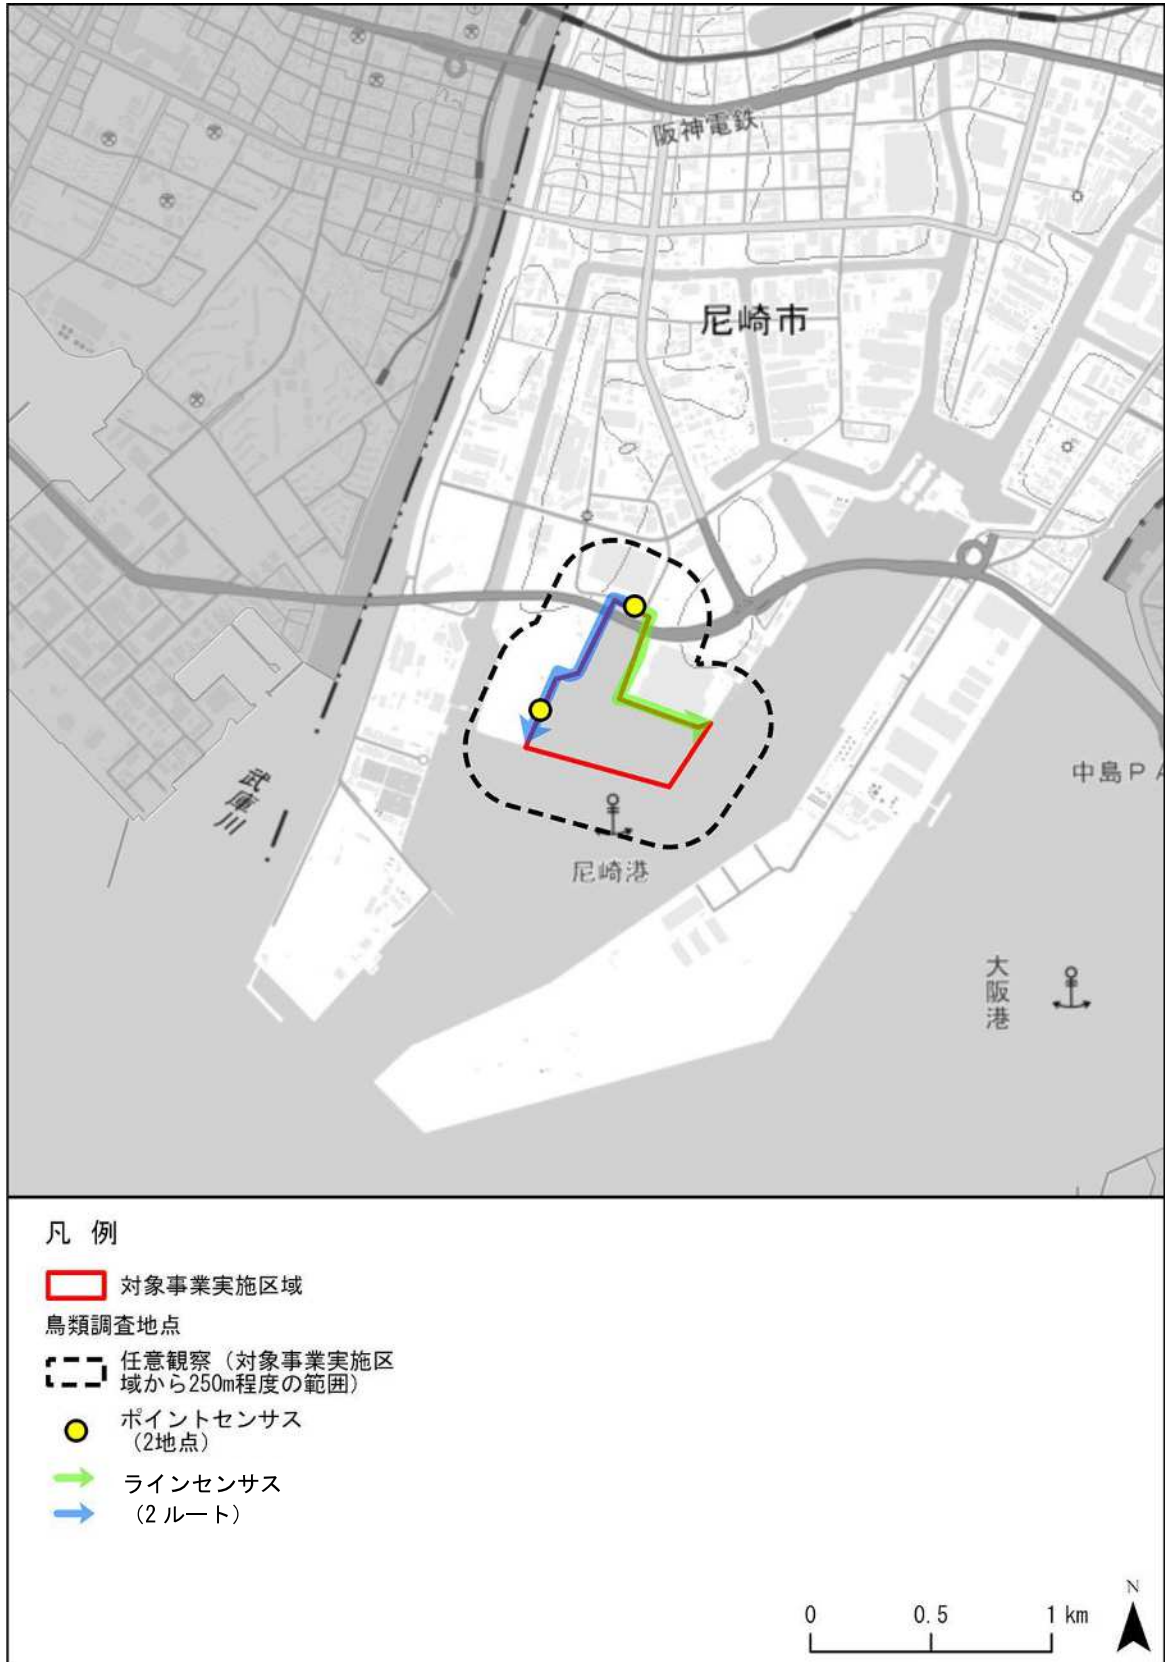 阪神電鉄
尼崎市
武庫川
中島PA
尼崎港
大阪港
凡 例
対象事業実施区域
鳥類調査地点
任意観察（対象事業実施区
域から250m程度の範囲）
ポイントセンサス
（2地点）
ラインセンサス
（2 ルート）
N
0 0.5 1 km